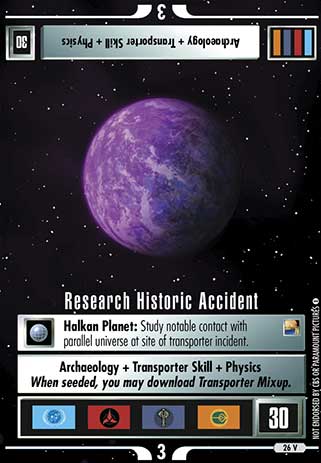 3
Archaeology + Transporter Skill + Physics
30
Research Historic Accident
Halkan Planet: Study notable contact with
parallel universe at site of transporter incident.
Archaeology + Transporter Skill + Physics
When seeded, you may download Transporter Mixup.
30
3
26 V
NOT ENDORSED BY CBS OR PARAMOUNT PICTURES